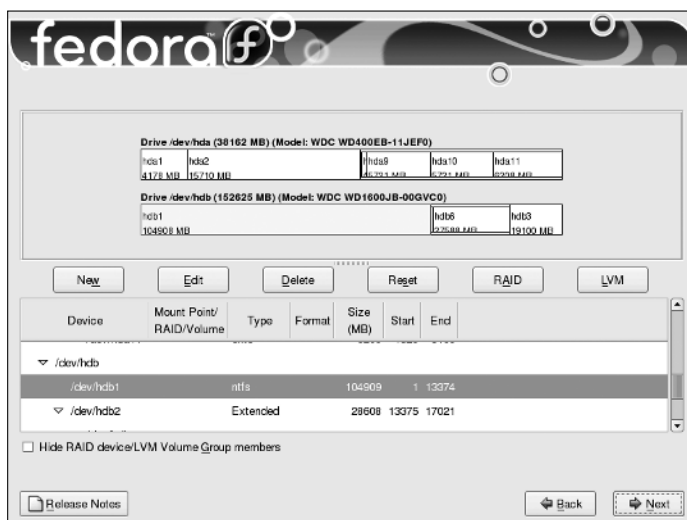 fedora
Drive /dev/hda (38162 MB) (Model: WDC WD400EB-11JEF0)
hda1 hda2 hda9 hda10 hda11
4178 MB 15710 MB 5721 MB
Drive /dev/hdb (152625 MB) (Model: WDC WD1600JB-00GVC0)
hdb1 hdb6 hdb3
104908 MB 27588 MB 19100 MB
New Edit Delete Reset RAID LVM
Device Mount Point/ RAID/Volume Type Format Size (MB) Start End
/dev/hdb
/dev/hdb1 ntfs 104909 1 13374
/dev/hdb2 Extended 28608 13375 17021
Hide RAID device/LVM Volume Group members
Release Notes Back Next